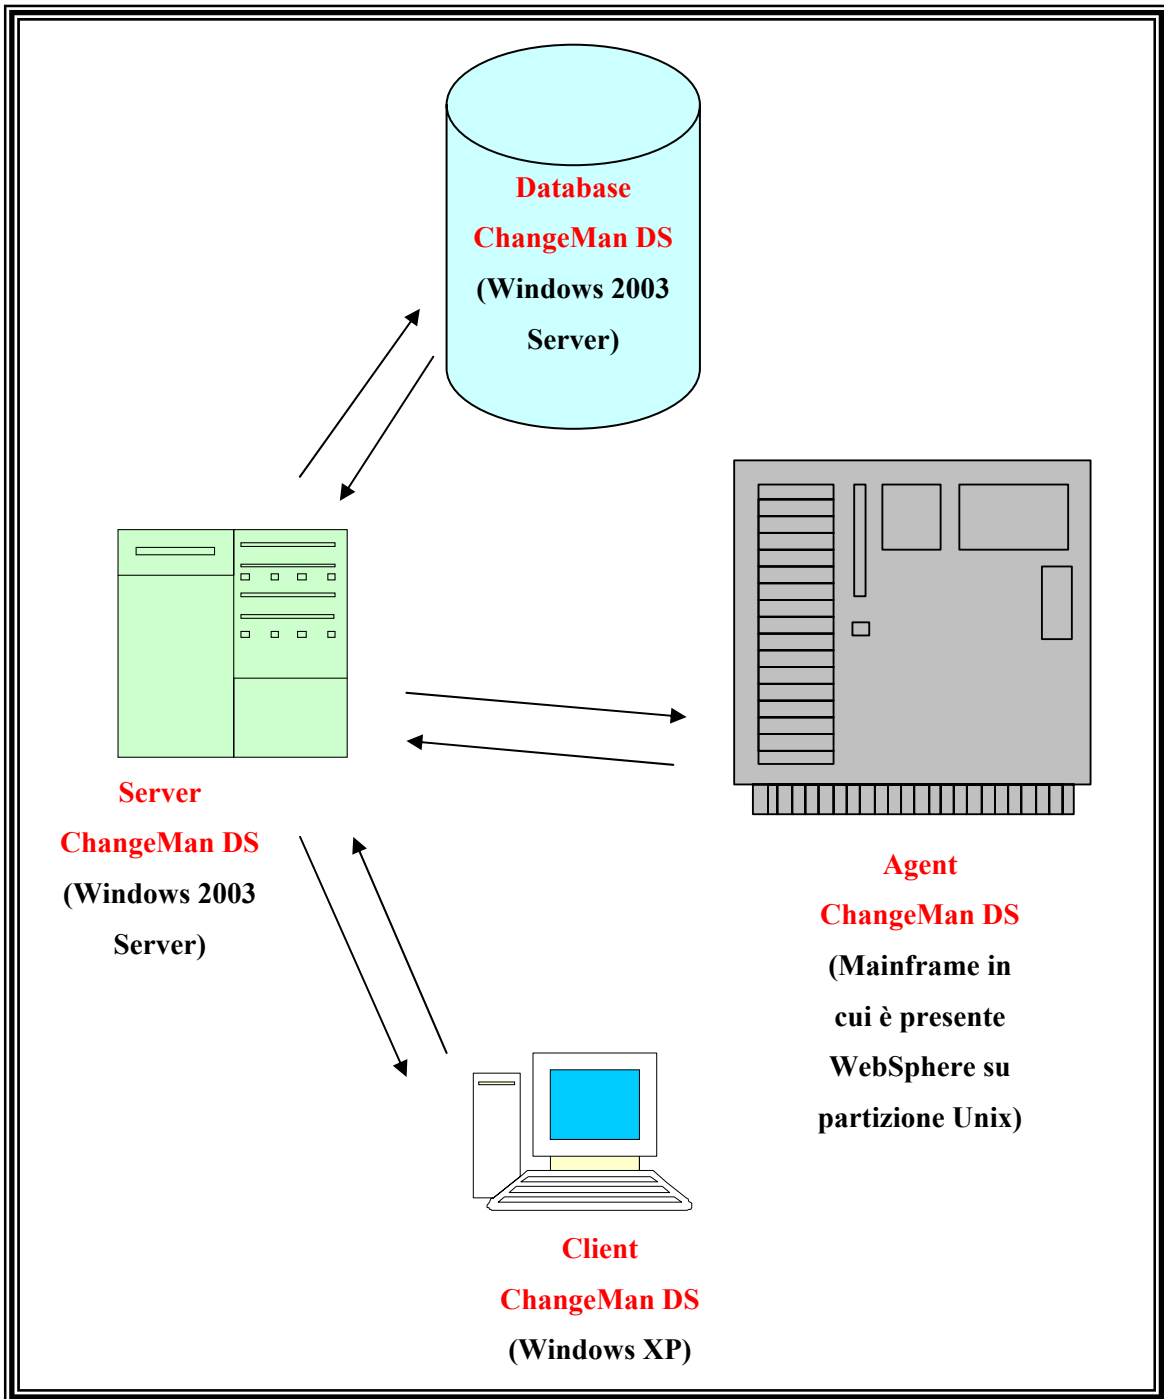 Database
ChangeMan DS
(Windows 2003
Server)
Server
ChangeMan DS
(Windows 2003
Server)
Agent
ChangeMan DS
(Mainframe in
cui è presente
WebSphere su
partizione Unix)
Client
ChangeMan DS
(Windows XP)